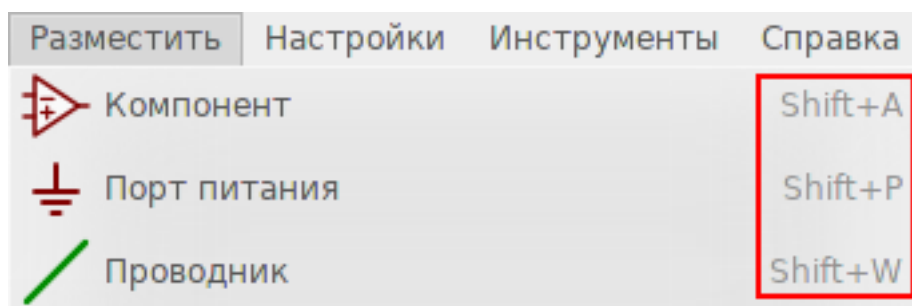 Разместить Настройки Инструменты Справка
Компонент Shift+A
Порт питания Shift+P
Проводник Shift+W